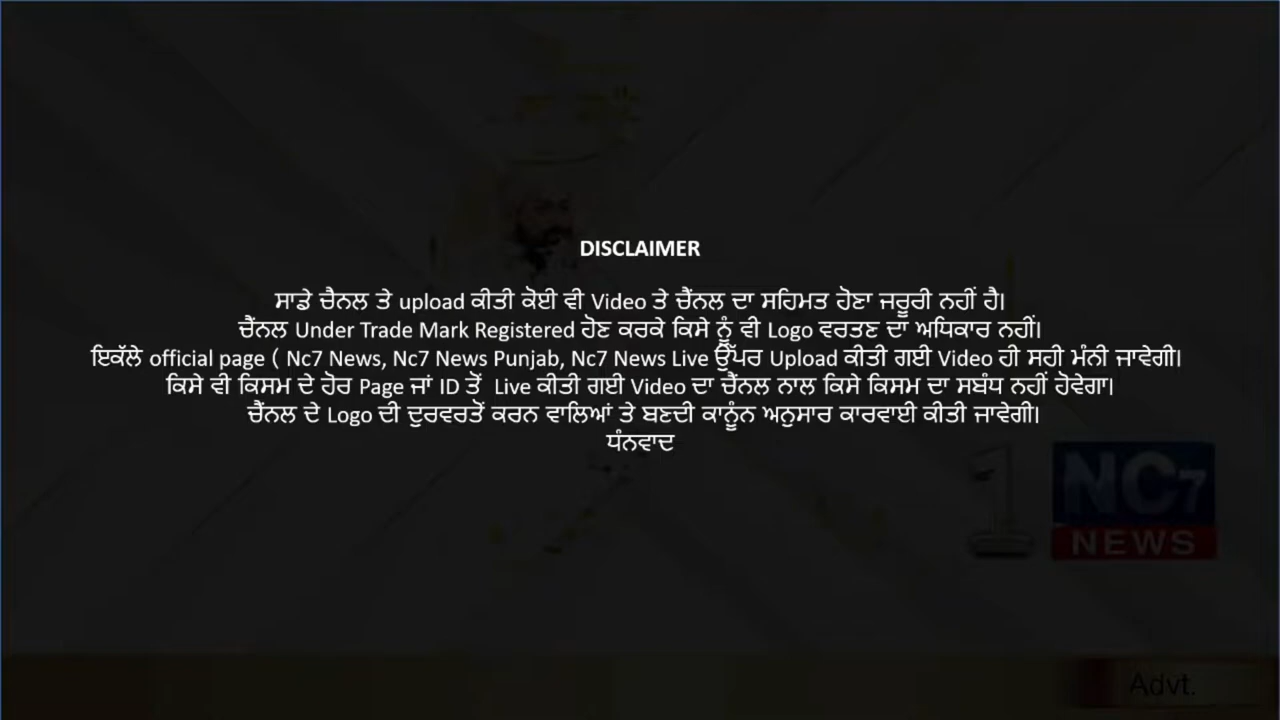 DISCLAIMER
ਸਾਡੇ ਚੈਨਲ ਤੇ upload ਕੀਤੀ ਕੋਈ ਵੀ Video ਤੇ ਚੈਂਨਲ ਦਾ ਸਹਿਮਤ ਹੋਣਾ ਜਰੂਰੀ ਨਹੀਂ ਹੈ।
ਚੈਂਨਲ Under Trade Mark Registered ਹੋਣ ਕਰਕੇ ਕਿਸੇ ਨੂੰ ਵੀ Logo ਵਰਤਣ ਦਾ ਅਧਿਕਾਰ ਨਹੀਂ।
ਇਕੱਲੇ official page ( Nc7 News, Nc7 News Punjab, Nc7 News Live ਉੱਪਰ Upload ਕੀਤੀ ਗਈ Video ਹੀ ਸਹੀ ਮੰਨੀ ਜਾਵੇਗੀ।
ਕਿਸੇ ਵੀ ਕਿਸਮ ਦੇ ਹੋਰ Page ਜਾਂ ID ਤੋਂ Live ਕੀਤੀ ਗਈ Video ਦਾ ਚੈਂਨਲ ਨਾਲ ਕਿਸੇ ਕਿਸਮ ਦਾ ਸਬੰਧ ਨਹੀਂ ਹੋਵੇਗਾ।
ਚੈਂਨਲ ਦੇ Logo ਦੀ ਦੁਰਵਰਤੋਂ ਕਰਨ ਵਾਲਿਆਂ ਤੇ ਬਣਦੀ ਕਾਨੂੰਨ ਅਨੁਸਾਰ ਕਾਰਵਾਈ ਕੀਤੀ ਜਾਵੇਗੀ।
ਧੰਨਵਾਦ
1 NC7
NEWS
Advt.